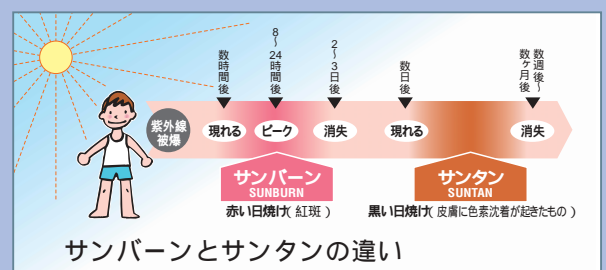 数時間後
8〜24時間後
2〜3日後
数日後
数週後〜
数ヶ月後
紫外線
被爆
現れる
ピーク
消失
現れる
消失
サンバーン
SUNBURN
サンタン
SUNTAN
赤い日焼け(紅斑)
黒い日焼け(皮膚に色素沈着が起きたもの)
サンバーンとサンタンの違い